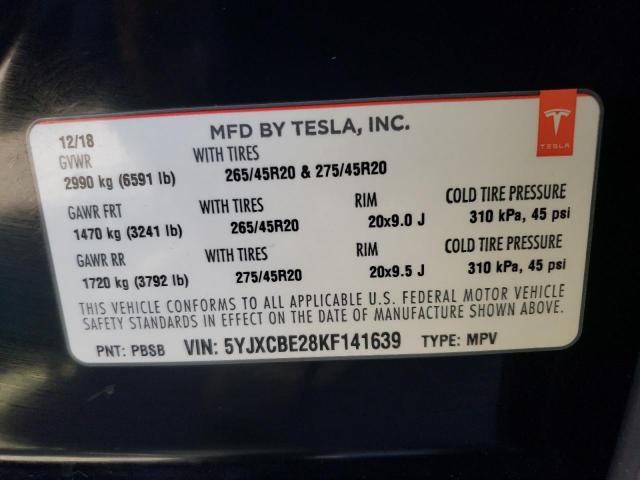 12/18 MFD BY TESLA, INC.
TESLA
GVWR WITH TIRES
2990 kg (6591 lb) 265/45R20 & 275/45R20
GAWR FRT WITH TIRES RIM COLD TIRE PRESSURE
1470 kg (3241 lb) 265/45R20 20x9.0 J 310 kPa, 45 psi
GAWR RR WITH TIRES RIM COLD TIRE PRESSURE
1720 kg (3792 lb) 275/45R20 20x9.5 J 310 kPa, 45 psi
THIS VEHICLE CONFORMS TO ALL APPLICABLE U.S. FEDERAL MOTOR VEHICLE
SAFETY STANDARDS IN EFFECT ON THE DATE OF MANUFACTURE SHOWN ABOVE.
PNT: PBSB VIN: 5YJXCBE28KF141639 TYPE: MPV